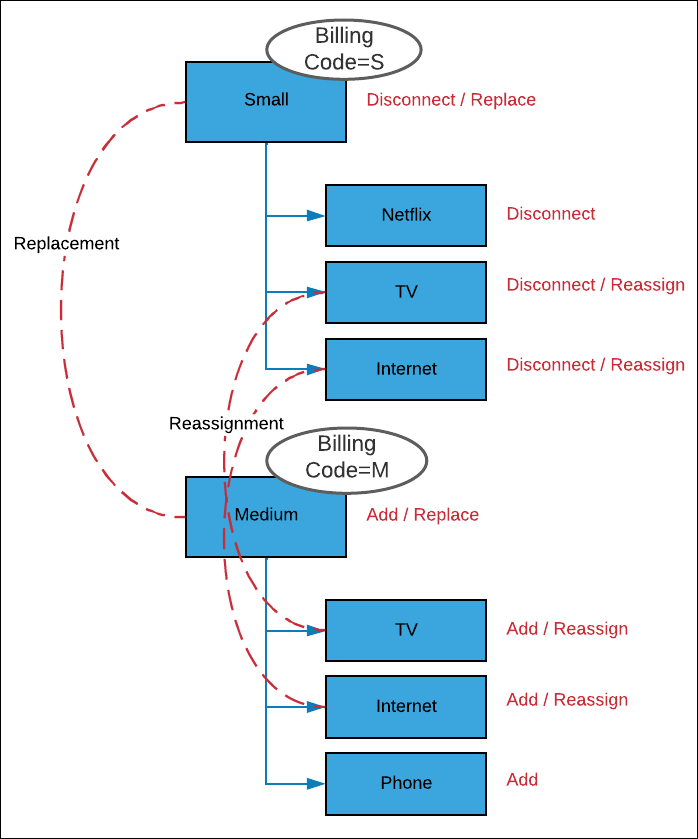 Billing
Code=S
Small
Disconnect / Replace
Netflix
Disconnect
Replacement
TV
Disconnect / Reassign
Internet
Disconnect / Reassign
Reassignment
Billing
Code=M
Medium
Add / Replace
TV
Add / Reassign
Internet
Add / Reassign
Phone
Add